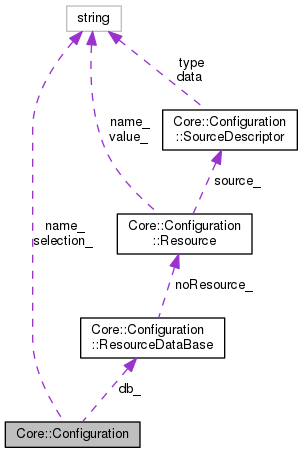 string
type
data
name_
value_
Core::Configuration
::SourceDescriptor
source_
name_
selection_
Core::Configuration
::Resource
noResource_
Core::Configuration
::ResourceDataBase
db_
Core::Configuration